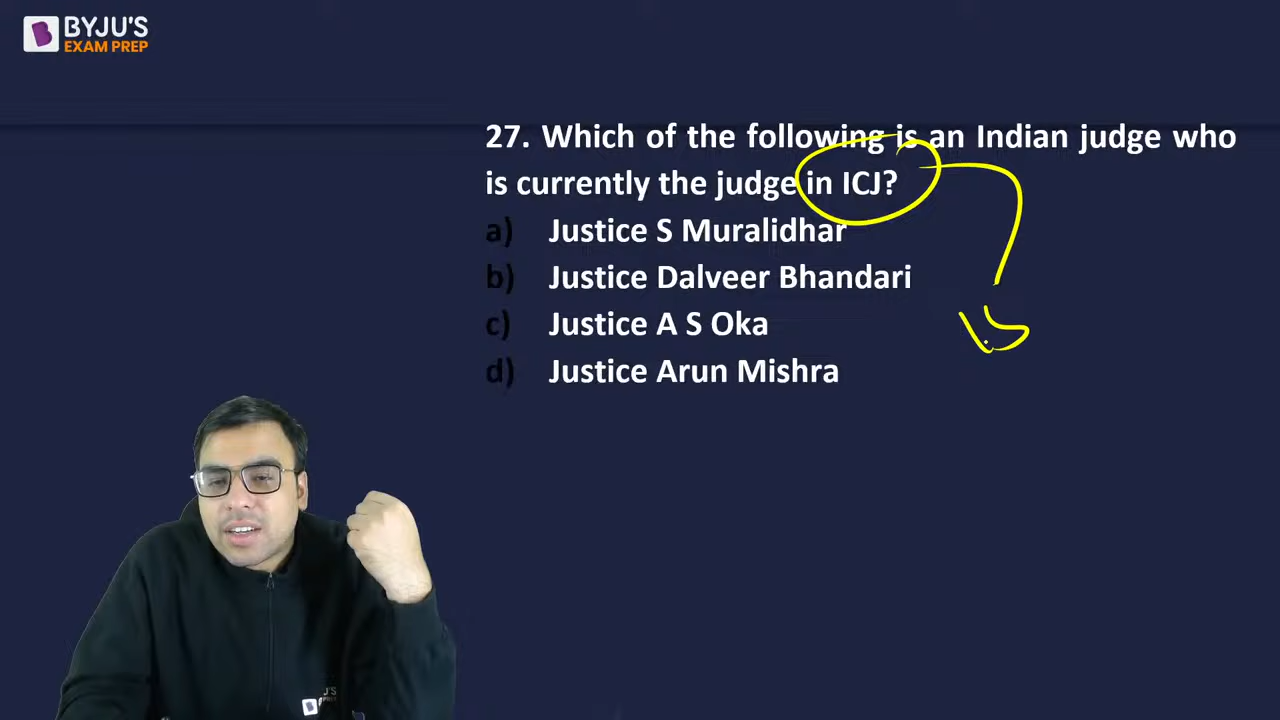 BYJU'S
EXAM PREP
27. Which of the following is an Indian judge who
is currently the judge in ICJ?
a) Justice S Muralidhar
b) Justice Dalveer Bhandari
c) Justice A S Oka
d) Justice Arun Mishra